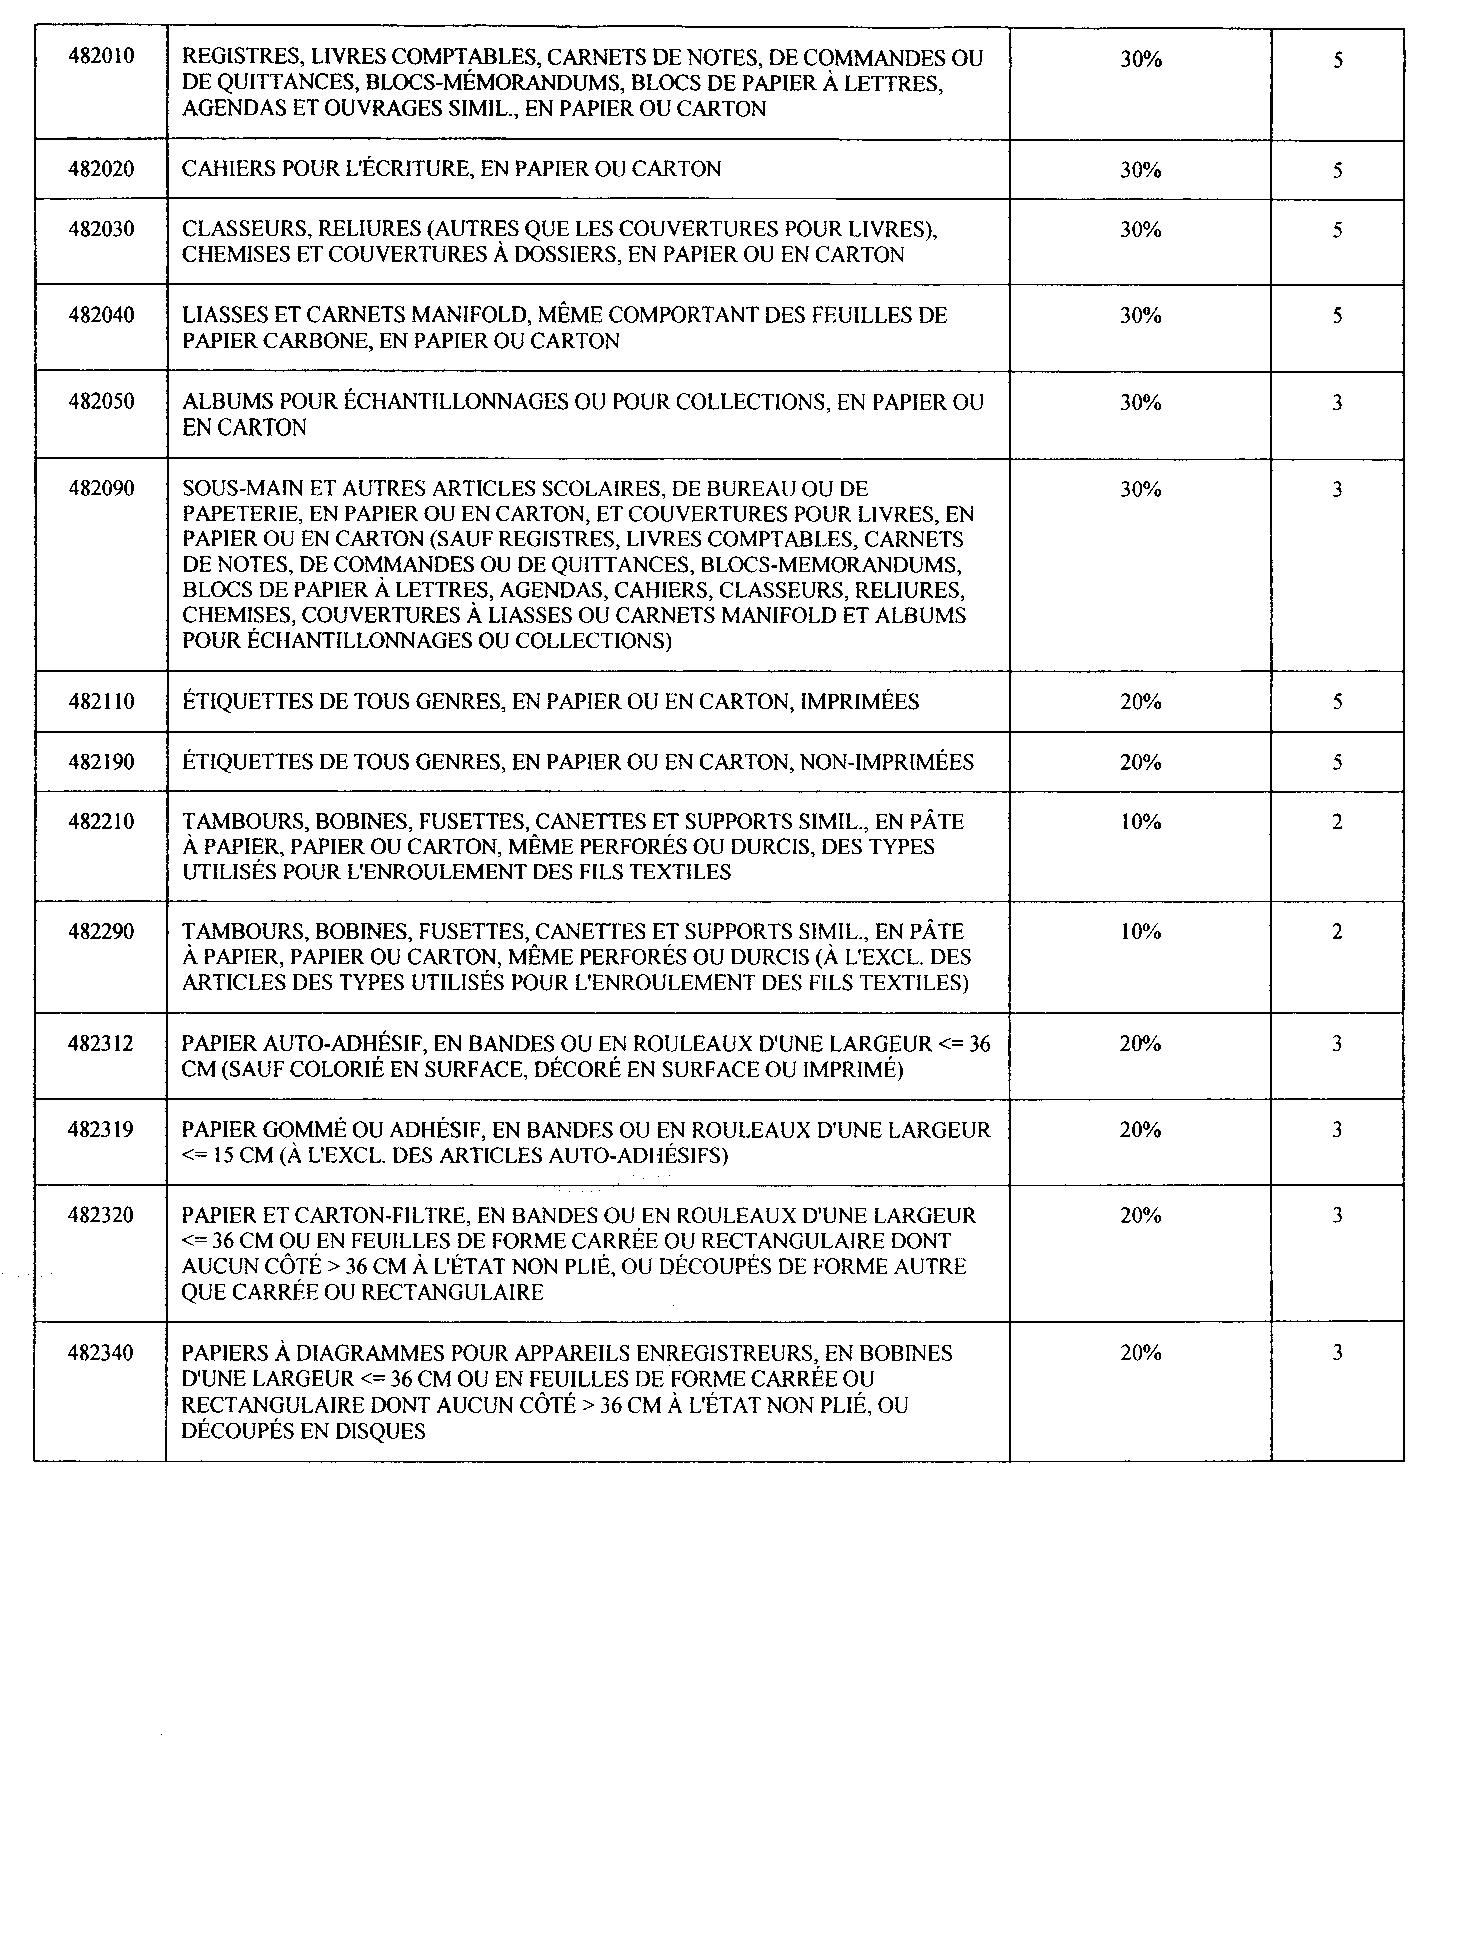 482010 REGISTRES, LIVRES COMPTABLES, CARNETS DE NOTES, DE COMMANDES OU 30% 5
DE QUITTANCES, BLOCS-MÉMORANDUMS, BLOCS DE PAPIER À LETTRES,
AGENDAS ET OUVRAGES SIMIL., EN PAPIER OU CARTON
482020 CAHIERS POUR L'ÉCRITURE, EN PAPIER OU CARTON 30% 5
482030 CLASSEURS, RELIURES (AUTRES QUE LES COUVERTURES POUR LIVRES), 30% 5
CHEMISES ET COUVERTURES À DOSSIERS, EN PAPIER OU EN CARTON
482040 LIASSES ET CARNETS MANIFOLD, MÊME COMPORTANT DES FEUILLES DE 30% 5
PAPIER CARBONE, EN PAPIER OU CARTON
482050 ALBUMS POUR ÉCHANTILLONNAGES OU POUR COLLECTIONS, EN PAPIER OU 30% 3
EN CARTON
482090 SOUS-MAIN ET AUTRES ARTICLES SCOLAIRES, DE BUREAU OU DE 30% 3
PAPETERIE, EN PAPIER OU EN CARTON, ET COUVERTURES POUR LIVRES, EN
PAPIER OU EN CARTON (SAUF REGISTRES, LIVRES COMPTABLES, CARNETS
DE NOTES, DE COMMANDES OU DE QUITTANCES, BLOCS-MEMORANDUMS,
BLOCS DE PAPIER À LETTRES, AGENDAS, CAHIERS, CLASSEURS, RELIURES,
CHEMISES, COUVERTURES À LIASSES OU CARNETS MANIFOLD ET ALBUMS
POUR ÉCHANTILLONNAGES OU COLLECTIONS)
482110 ÉTIQUETTES DE TOUS GENRES, EN PAPIER OU EN CARTON, IMPRIMÉES 20% 5
482190 ÉTIQUETTES DE TOUS GENRES, EN PAPIER OU EN CARTON, NON-IMPRIMÉES 20% 5
482210 TAMBOURS, BOBINES, FUSETTES, CANETTES ET SUPPORTS SIMIL., EN PÂTE 10% 2
À PAPIER, PAPIER OU CARTON, MÊME PERFORÉS OU DURCIS, DES TYPES
UTILISÉS POUR L'ENROULEMENT DES FILS TEXTILES
482290 TAMBOURS, BOBINES, FUSETTES, CANETTES ET SUPPORTS SIMIL., EN PÂTE 10% 2
À PAPIER, PAPIER OU CARTON, MÊME PERFORÉS OU DURCIS (À L'EXCL. DES
ARTICLES DES TYPES UTILISÉS POUR L'ENROULEMENT DES FILS TEXTILES)
482312 PAPIER AUTO-ADHÉSIF, EN BANDES OU EN ROULEAUX D'UNE LARGEUR <= 36 20% 3
CM (SAUF COLORIÉ EN SURFACE, DÉCORÉ EN SURFACE OU IMPRIMÉ)
482319 PAPIER GOMMÉ OU ADHÉSIF, EN BANDES OU EN ROULEAUX D'UNE LARGEUR 20% 3
<= 15 CM (À L'EXCL. DES ARTICLES AUTO-ADHÉSIFS)
482320 PAPIER ET CARTON-FILTRE, EN BANDES OU EN ROULEAUX D'UNE LARGEUR 20% 3
<= 36 CM OU EN FEUILLES DE FORME CARRÉE OU RECTANGULAIRE DONT
AUCUN CÔTÉ > 36 CM À L'ÉTAT NON PLIÉ, OU DÉCOUPÉS DE FORME AUTRE
QUE CARRÉE OU RECTANGULAIRE
482340 PAPIERS À DIAGRAMMES POUR APPAREILS ENREGISTREURS, EN BOBINES 20% 3
D'UNE LARGEUR <= 36 CM OU EN FEUILLES DE FORME CARRÉE OU
RECTANGULAIRE DONT AUCUN CÔTÉ > 36 CM À L'ÉTAT NON PLIÉ, OU
DÉCOUPÉS EN DISQUES